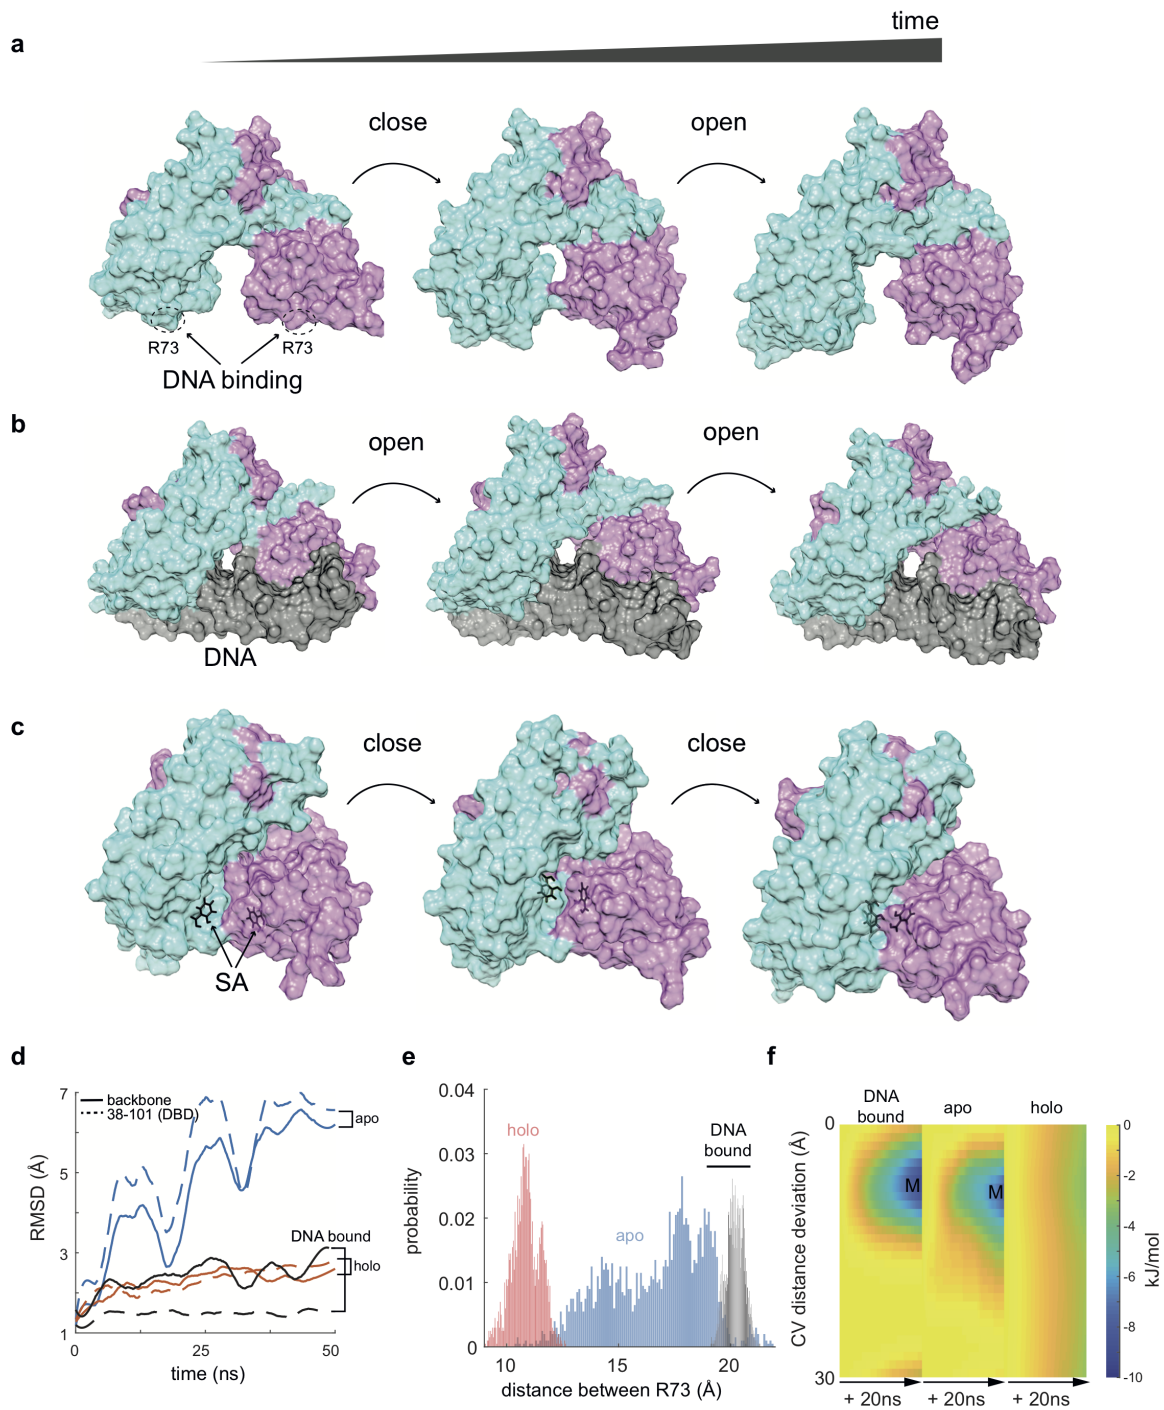 time
a
close
open
R73
R73
DNA binding
b
open
open
DNA
c
close
close
SA
d
7
5
3
1
RMSD (Å)
backbone
38-101 (DBD)
apo
DNA bound
holo
0
25
50
time (ns)
e
0.04
0.03
0.02
0.01
0
probability
holo
apo
DNA
bound
10
15
20
distance between R73 (Å)
f
DNA
bound
apo
holo
0
30
CV distance deviation (Å)
M
M
+ 20ns
+ 20ns
+ 20ns
0
-2
-4
-6
-8
-10
kJ/mol